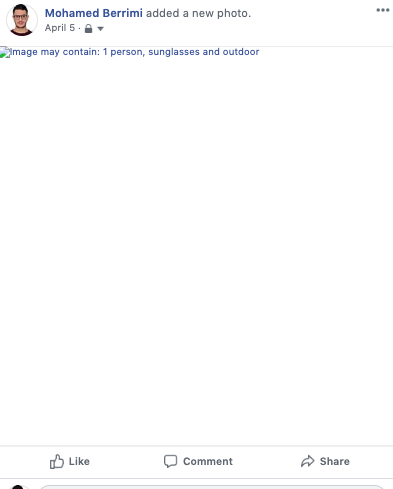 Mohamed Berrimi added a new photo.
April 5 ·
Image may contain: 1 person, sunglasses and outdoor
Like Comment Share